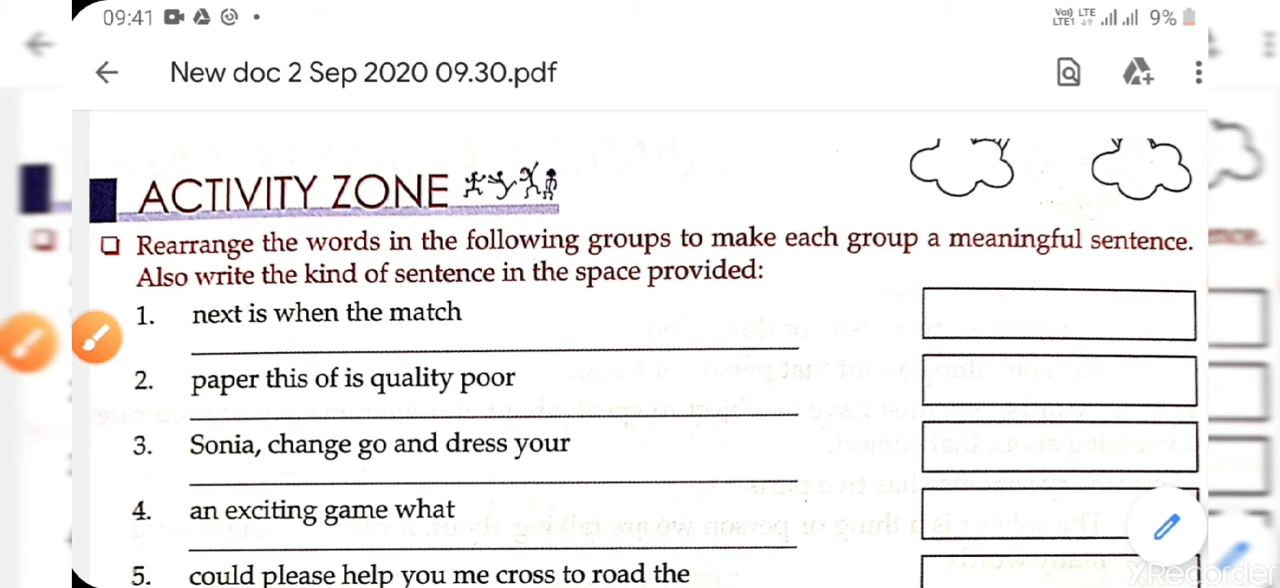 09:41 Vo) LTE LTE1 9%
New doc 2 Sep 2020 09.30.pdf
ACTIVITY ZONE
Rearrange the words in the following groups to make each group a meaningful sentence.
Also write the kind of sentence in the space provided:
1. next is when the match
2. paper this of is quality poor
3. Sonia, change go and dress your
4. an exciting game what
5. could please help you me cross to road the
XRecorder